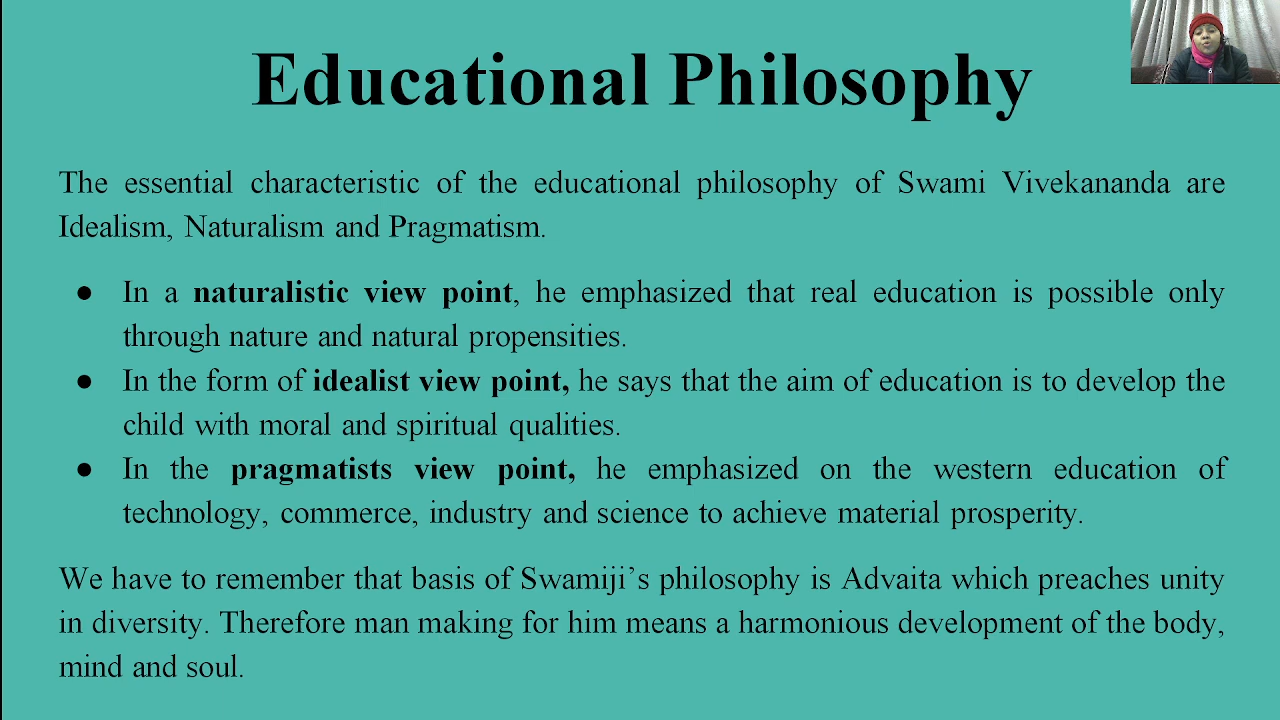 Educational Philosophy
The essential characteristic of the educational philosophy of Swami Vivekananda are
Idealism, Naturalism and Pragmatism.
● In a naturalistic view point, he emphasized that real education is possible only
through nature and natural propensities.
● In the form of idealist view point, he says that the aim of education is to develop the
child with moral and spiritual qualities.
● In the pragmatists view point, he emphasized on the western education of
technology, commerce, industry and science to achieve material prosperity.
We have to remember that basis of Swamiji’s philosophy is Advaita which preaches unity
in diversity. Therefore man making for him means a harmonious development of the body,
mind and soul.